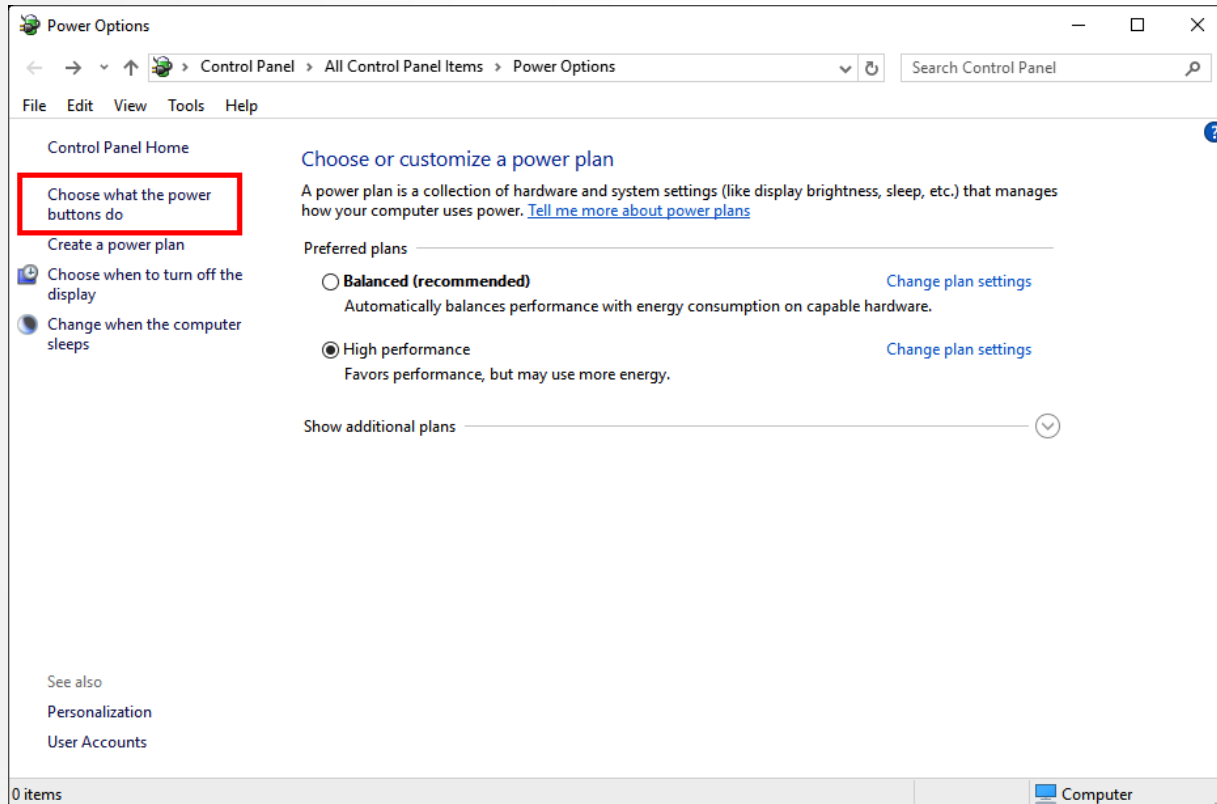 Power Options
Control Panel > All Control Panel Items > Power Options
Search Control Panel
File Edit View Tools Help
?
Control Panel Home
Choose what the power
buttons do
Create a power plan
Choose when to turn off the
display
Change when the computer
sleeps
Choose or customize a power plan
A power plan is a collection of hardware and system settings (like display brightness, sleep, etc.) that manages
how your computer uses power. Tell me more about power plans
Preferred plans
Balanced (recommended) Change plan settings
Automatically balances performance with energy consumption on capable hardware.
High performance Change plan settings
Favors performance, but may use more energy.
Show additional plans
See also
Personalization
User Accounts
0 items
Computer